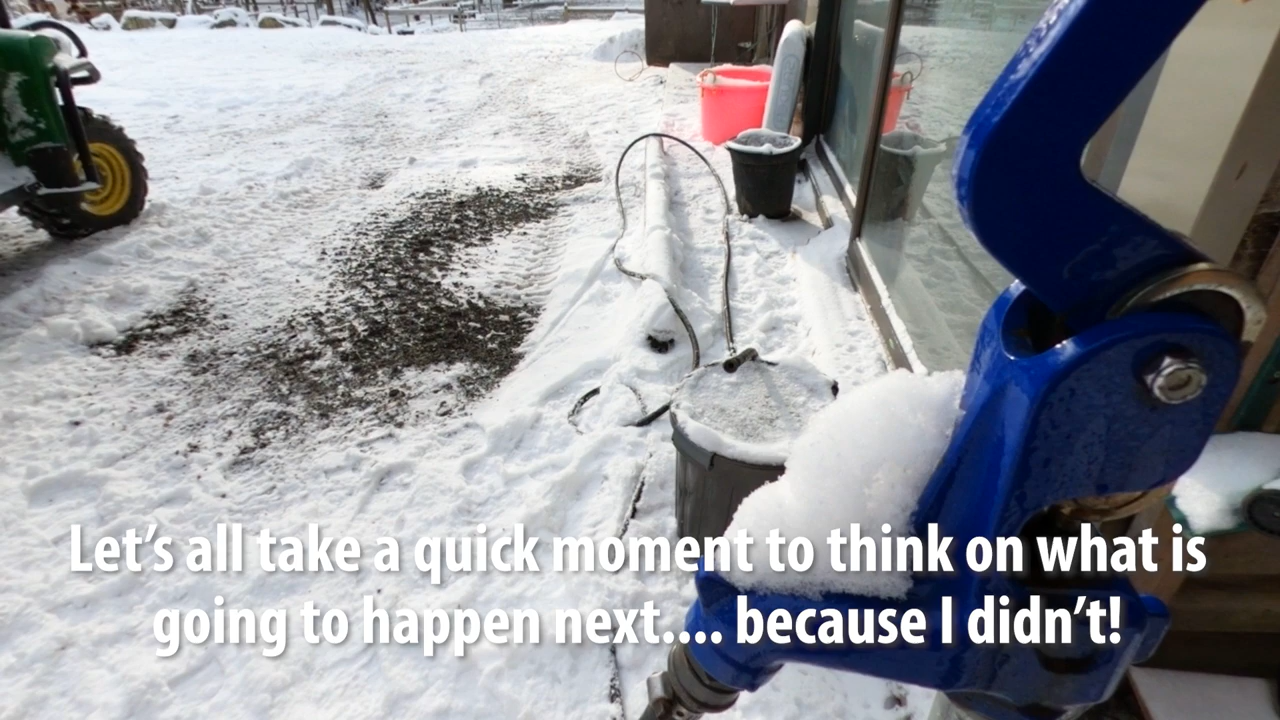 Let's all take a quick moment to think on what is
going to happen next.... because I didn't!